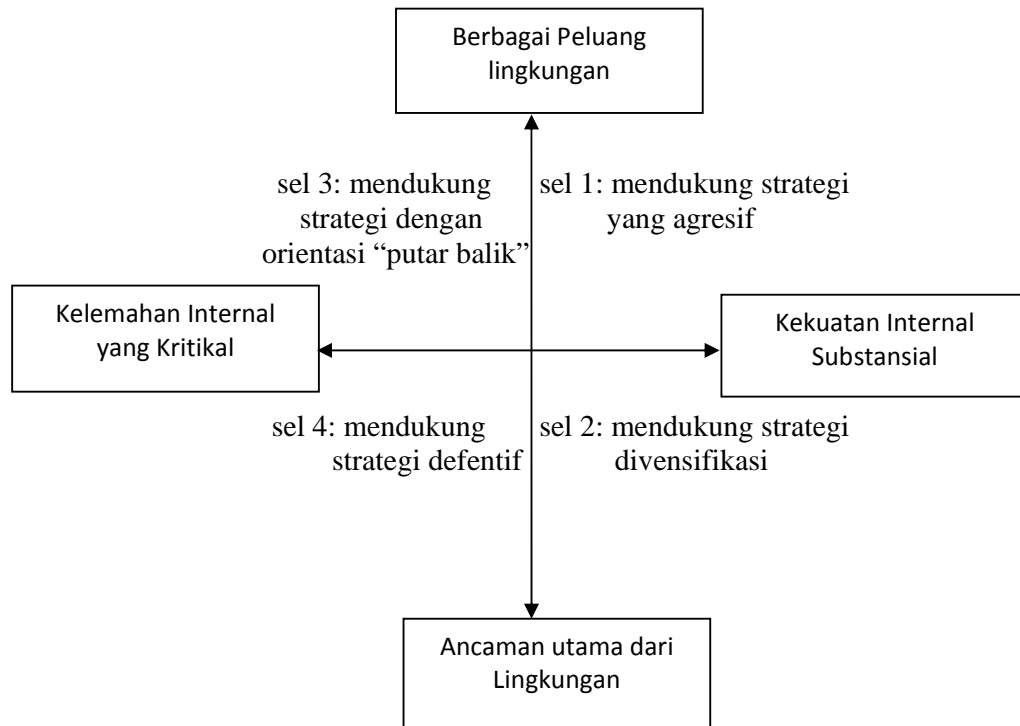 Berbagai Peluang
lingkungan
sel 3: mendukung
strategi dengan
orientasi “putar balik”
sel 1: mendukung strategi
yang agresif
Kelemahan Internal
yang Kritikal
Kekuatan Internal
Substansial
sel 4: mendukung
strategi defentif
sel 2: mendukung strategi
divensifikasi
Ancaman utama dari
Lingkungan